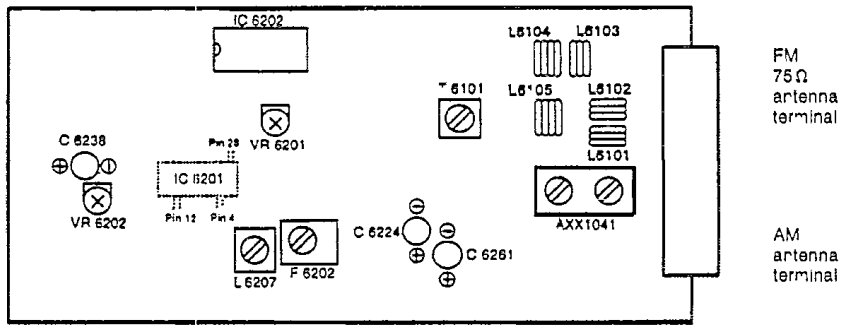 IC 6202
L6104
L6103
FM
75Ω
antenna
terminal
T 6101
L6105
L6102
C 6238
Pin 28
VR 6201
L6101
IC 6201
VR 6202
Pin 12
Pin 4
AXX1041
C 6224
C 6261
AM
antenna
terminal
L 6207
F 6202